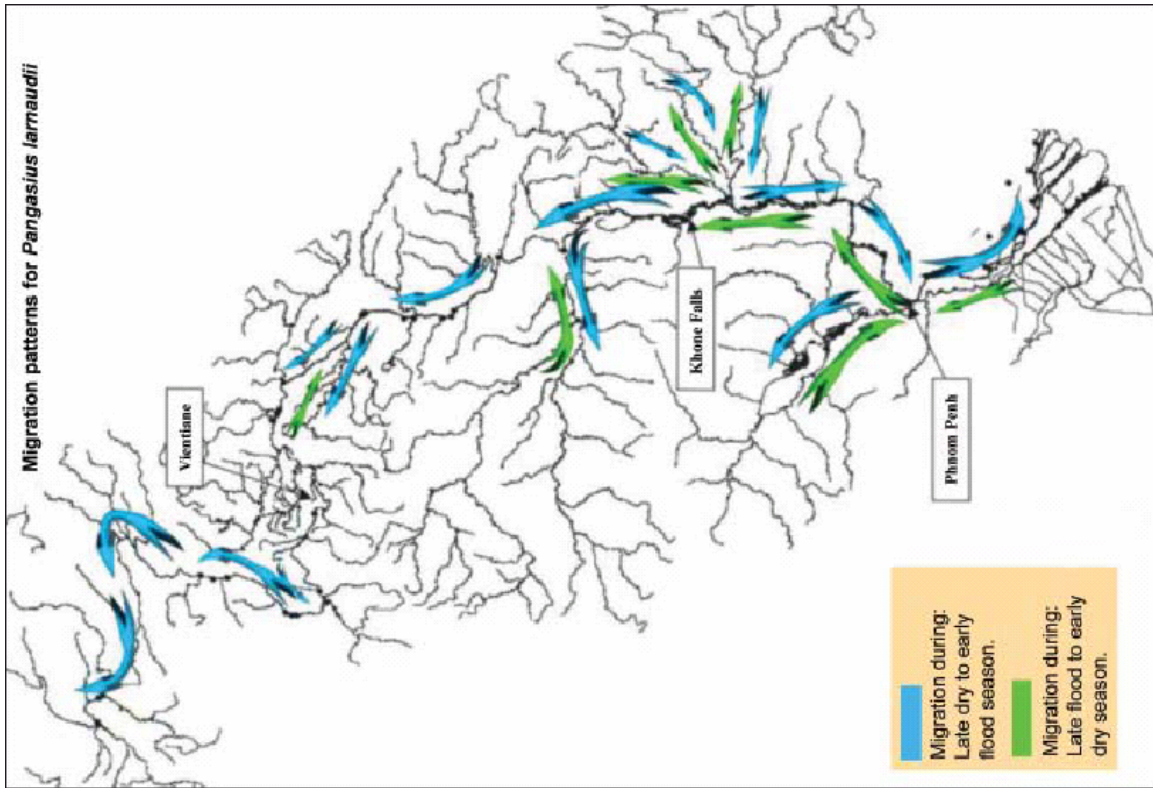 Migration patterns for Pangasius larnaudii
Vientiane
Khone Falls
Phnom Penh
Migration during:
Late dry to early
flood season.
Migration during:
Late flood to early
dry season.